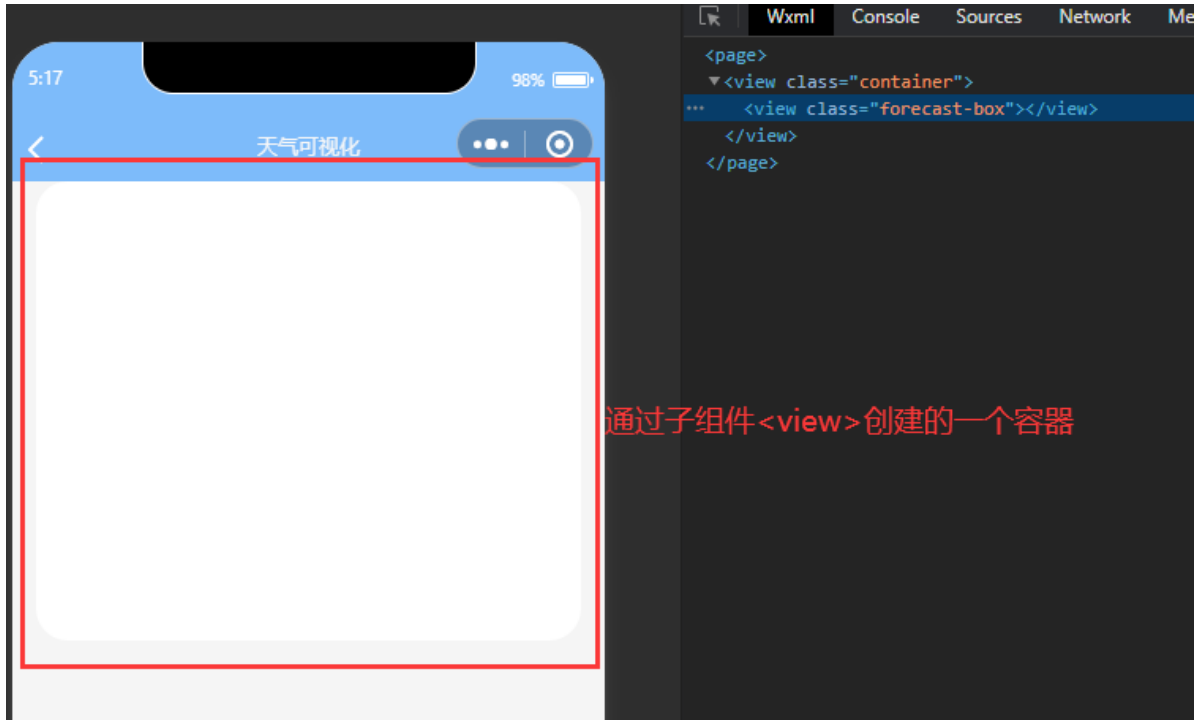 Wxml Console Sources Network Me
5:17
98%
天气可视化
<page>
▼<view class="container">
··· <view class="forecast-box"></view>
</view>
</page>
通过子组件<view>创建的一个容器